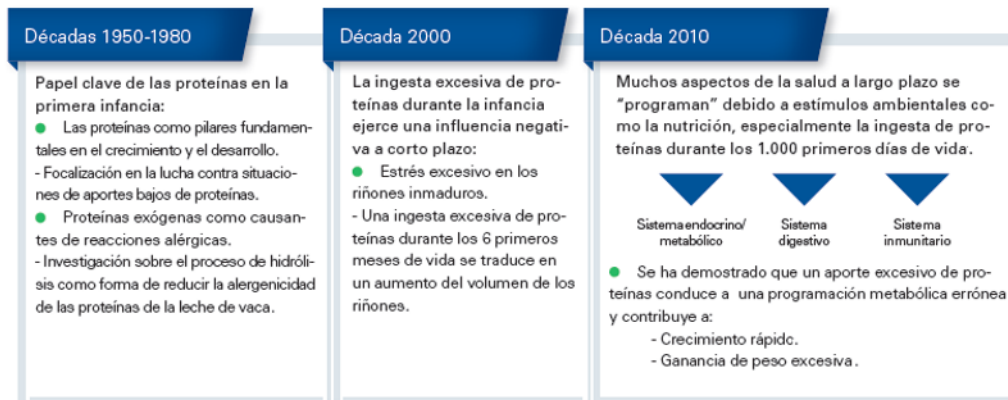 Décadas 1950-1980
Papel clave de las proteínas en la
primera infancia:
● Las proteínas como pilares fundamen-
tales en el crecimiento y el desarrollo.
- Focalización en la lucha contra situacio-
nes de aportes bajos de proteínas.
● Proteínas exógenas como causan-
tes de reacciones alérgicas.
- Investigación sobre el proceso de hidróli-
sis como forma de reducir la alergenicidad
de las proteínas de la leche de vaca.
Década 2000
La ingesta excesiva de pro-
teínas durante la infancia
ejerce una influencia negati-
va a corto plazo:
● Estrés excesivo en los
riñones inmaduros.
- Una ingesta excesiva de pro-
teínas durante los 6 primeros
meses de vida se traduce en
un aumento del volumen de los
riñones.
Década 2010
Muchos aspectos de la salud a largo plazo se
“programan” debido a estímulos ambientales co-
mo la nutrición, especialmente la ingesta de pro-
teínas durante los 1.000 primeros días de vida.
Sistema endocrino/
metabólico
Sistema
digestivo
Sistema
inmunitario
● Se ha demostrado que un aporte excesivo de pro-
teínas conduce a una programación metabólica errónea
y contribuye a:
- Crecimiento rápido.
- Ganancia de peso excesiva.